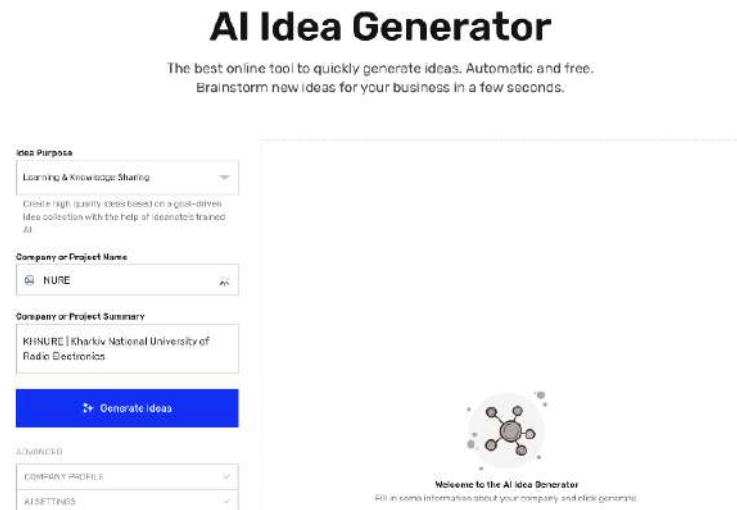 AI Idea Generator
The best online tool to quickly generate ideas. Automatic and free.
Brainstorm new ideas for your business in a few seconds.
Idea Purpose
Learning & Knowledge Sharing
Create high quality ideas based on a goal-driven
idea collection with the help of Ideanote's trained
AI.
Company or Project Name
NURE
Company or Project Summary
KHNURE | Kharkiv National University of
Radio Electronics
Generate Ideas
ADVANCED
COMPANY PROFILE
AI SETTINGS
Welcome to the AI Idea Generator
Fill in some information about your company and click generate